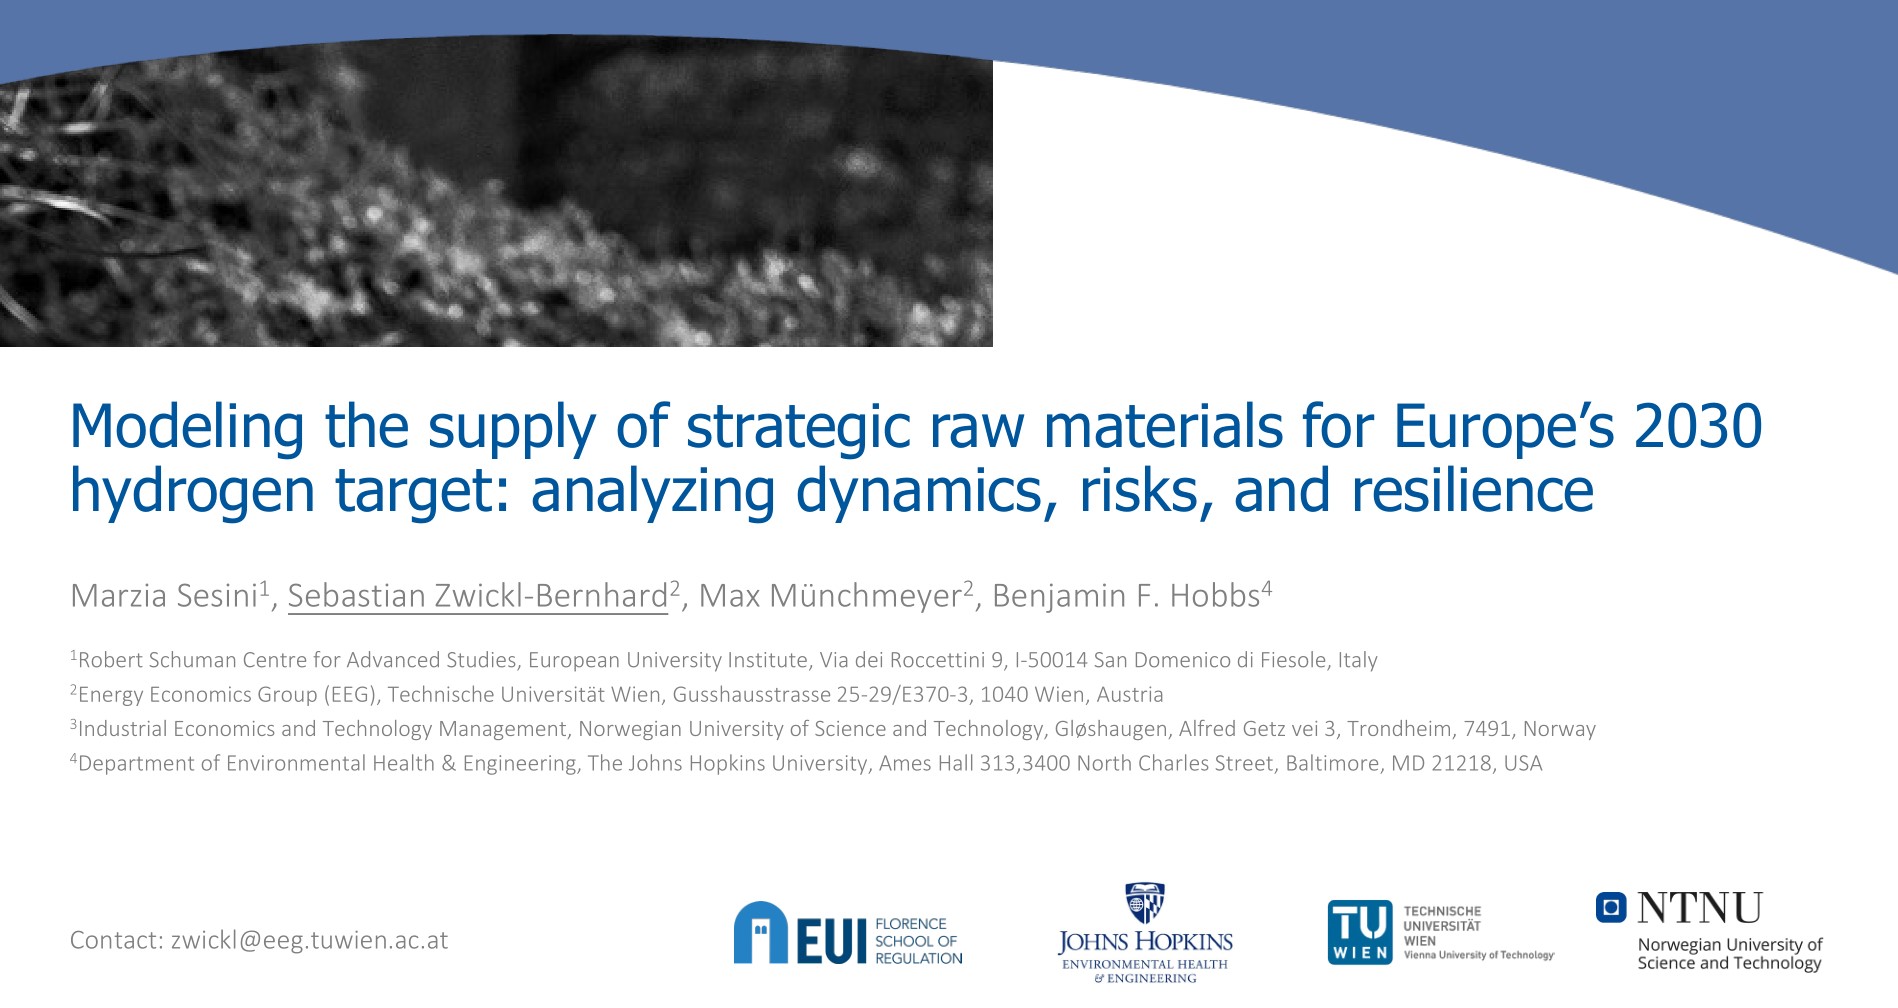 Modeling the supply of strategic raw materials for Europe’s 2030
hydrogen target: analyzing dynamics, risks, and resilience
Marzia Sesini¹, Sebastian Zwickl-Bernhard², Max Münchmeyer², Benjamin F. Hobbs⁴
¹Robert Schuman Centre for Advanced Studies, European University Institute, Via dei Roccettini 9, I-50014 San Domenico di Fiesole, Italy
²Energy Economics Group (EEG), Technische Universität Wien, Gusshausstrasse 25-29/E370-3, 1040 Wien, Austria
³Industrial Economics and Technology Management, Norwegian University of Science and Technology, Gløshaugen, Alfred Getz vei 3, Trondheim, 7491, Norway
⁴Department of Environmental Health & Engineering, The Johns Hopkins University, Ames Hall 313,3400 North Charles Street, Baltimore, MD 21218, USA
Contact: zwickl@eeg.tuwien.ac.at
EUI
FLORENCE
SCHOOL OF
REGULATION
JOHNS HOPKINS
ENVIRONMENTAL HEALTH
& ENGINEERING
TU
WIEN
TECHNISCHE
UNIVERSITÄT
WIEN
Vienna University of Technology
NTNU
Norwegian University of
Science and Technology